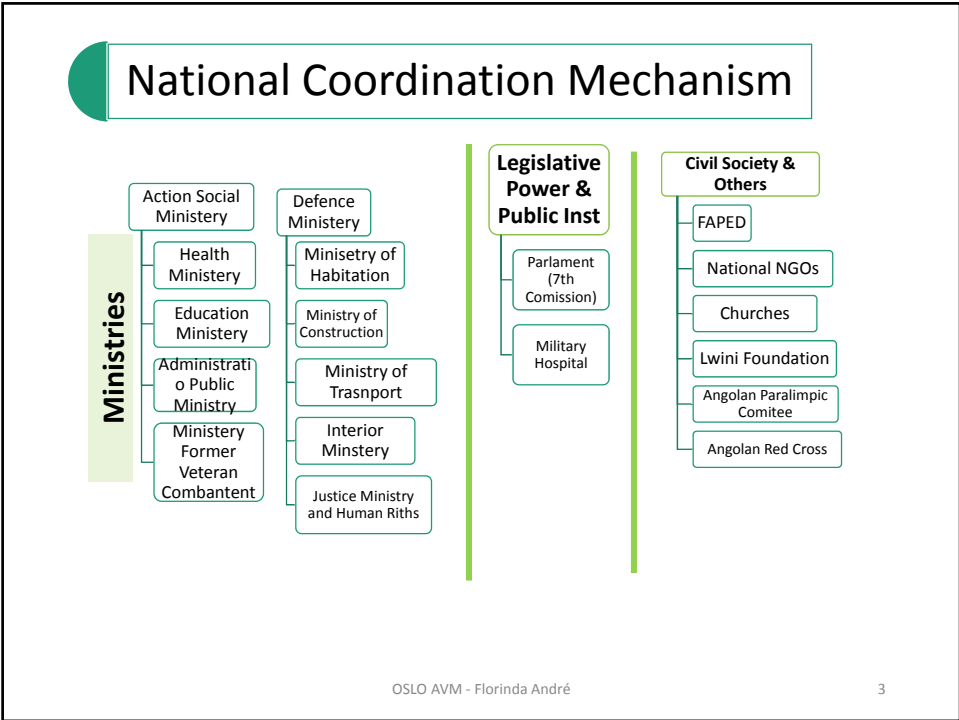 National Coordination Mechanism
Ministries
Action Social
Ministery
Health
Ministery
Education
Ministery
Administrati
o Public
Ministry
Ministery
Former
Veteran
Combantent
Defence
Ministery
Minisetry of
Habitation
Ministry of
Construction
Ministry of
Trasnport
Interior
Minstery
Justice Ministry
and Human Riths
Legislative
Power &
Public Inst
Parlament
(7th
Comission)
Military
Hospital
Civil Society &
Others
FAPED
National NGOs
Churches
Lwini Foundation
Angolan Paralimpic
Comitee
Angolan Red Cross
OSLO AVM - Florinda André
3